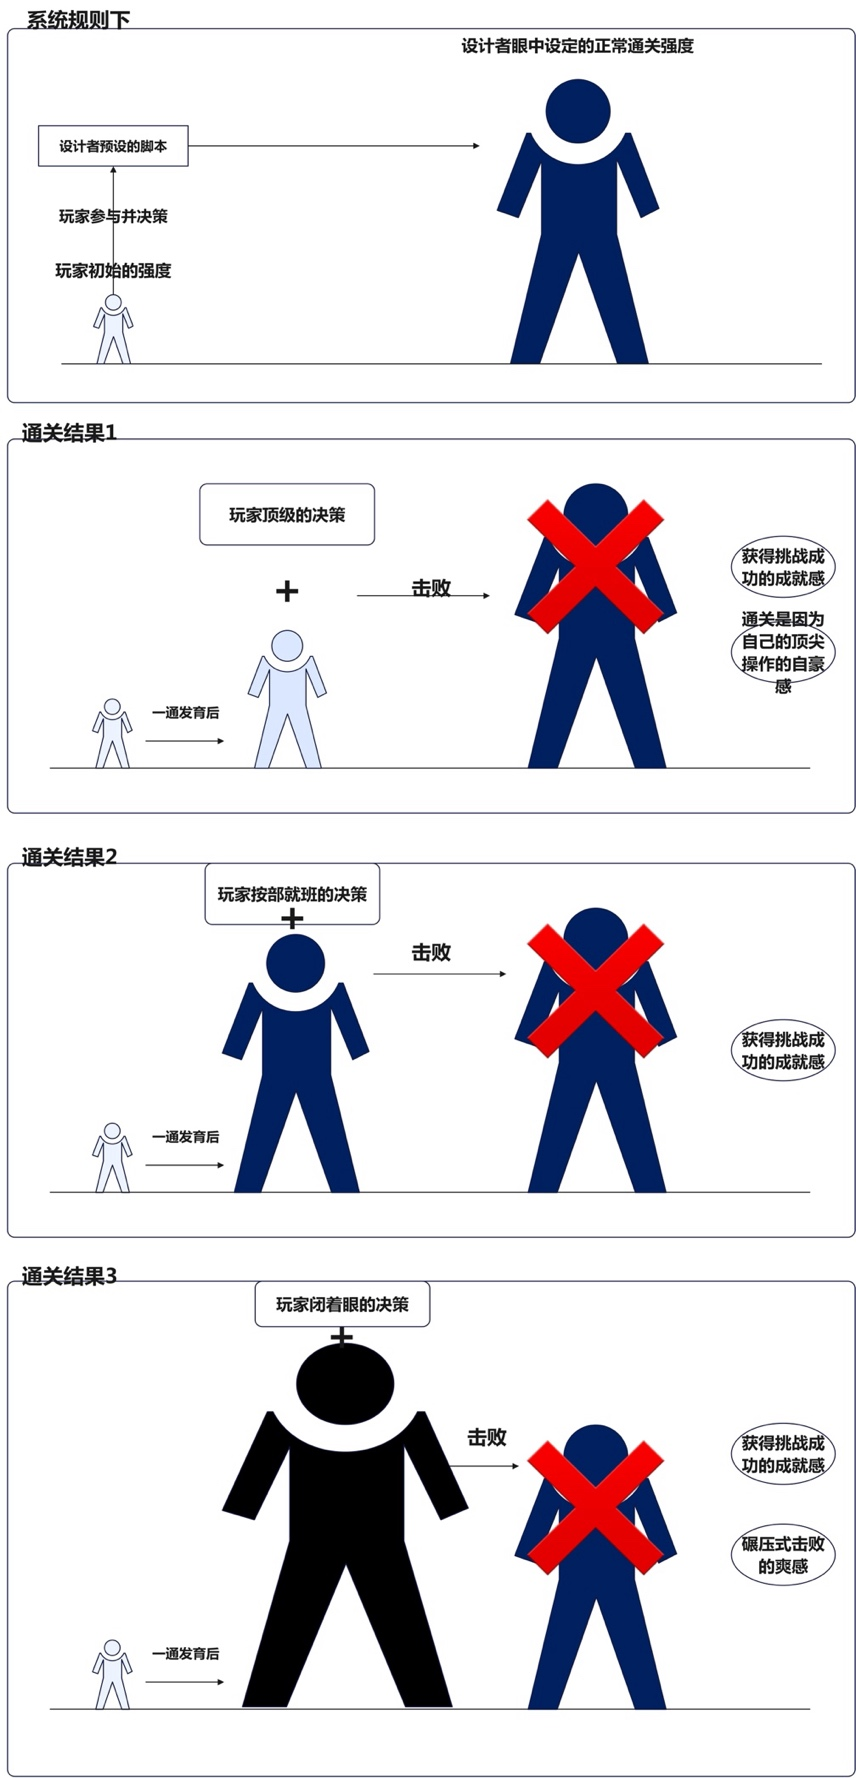 系统规则下
设计者眼中设定的正常通关强度
设计者预设的脚本
玩家参与并决策
玩家初始的强度
通关结果1
玩家顶级的决策
+
击败
获得挑战成
功的成就感
通关是因为
自己的顶尖
操作的自豪
感
一通发育后
通关结果2
玩家按部就班的决策
+
击败
获得挑战成
功的成就感
一通发育后
通关结果3
玩家闭着眼的决策
+
击败
获得挑战成
功的成就感
碾压式击败
的爽感
一通发育后